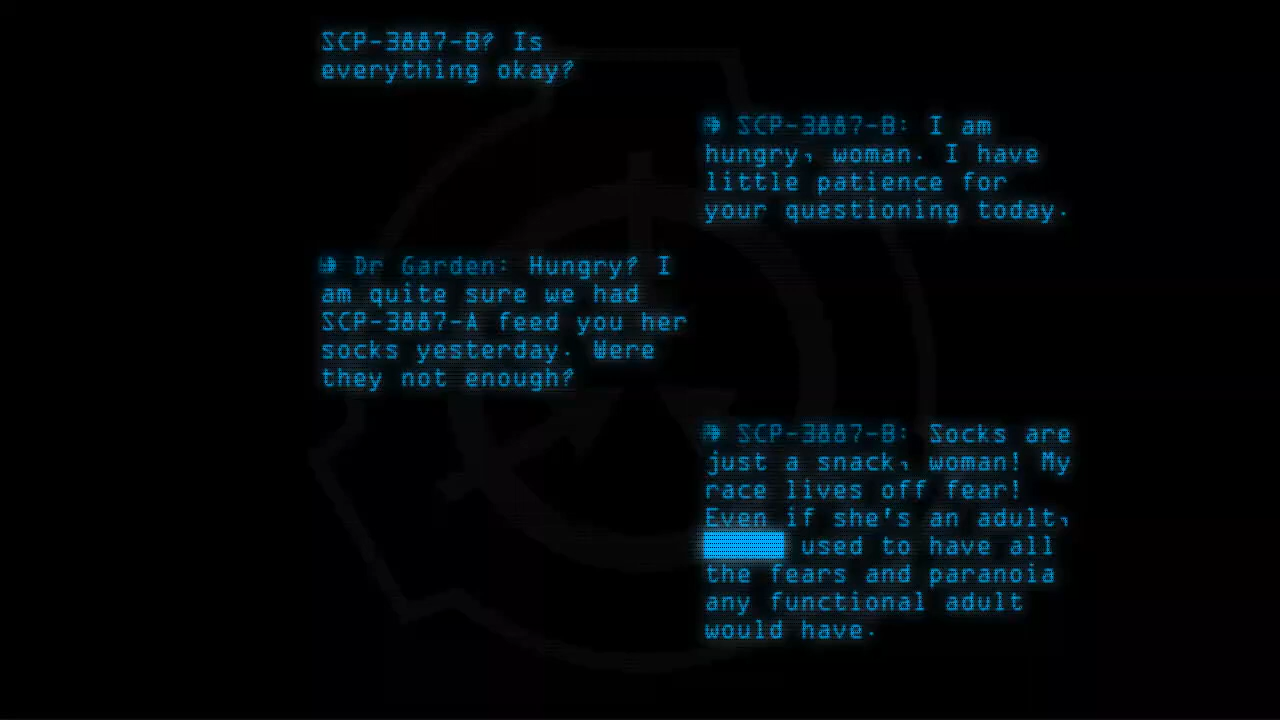 SCP-3887-B? Is
everything okay?
SCP-3887-B: I am
hungry, woman. I have
little patience for
your questioning today.
Dr Garden: Hungry? I
am quite sure we had
SCP-3887-A feed you her
socks yesterday. Were
they not enough?
SCP-3887-B: Socks are
just a snack, woman! My
race lives off fear!
Even if she's an adult,
used to have all
the fears and paranoia
any functional adult
would have.